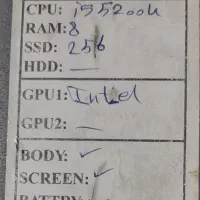 CPU: i5 5200u
RAM: 8
SSD: 256
HDD: —
GPU1: Intel
GPU2: —
BODY: ✓
SCREEN: ✓